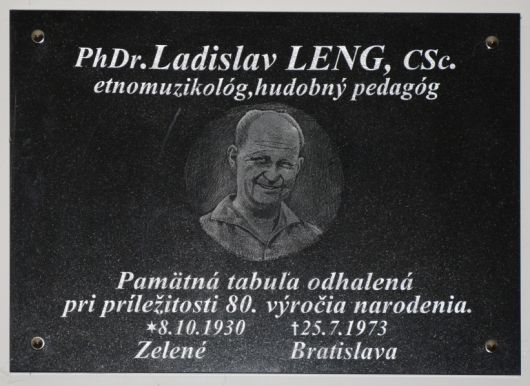 PhDr. Ladislav LENG, CSc.
etnomuzikológ, hudobný pedagóg
Pamätná tabuľa odhalená
pri príležitosti 80. výročia narodenia.
✶8.10.1930 †25.7.1973
Zelené Bratislava